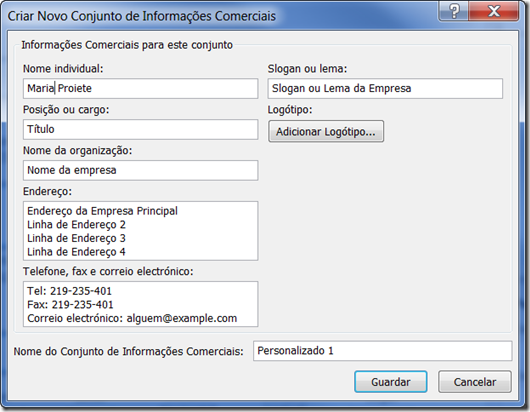 Criar Novo Conjunto de Informações Comerciais
Informações Comerciais para este conjunto
Nome individual:
Maria Proiete
Posição ou cargo:
Título
Nome da organização:
Nome da empresa
Endereço:
Endereço da Empresa Principal
Linha de Endereço 2
Linha de Endereço 3
Linha de Endereço 4
Telefone, fax e correio electrónico:
Tel: 219-235-401
Fax: 219-235-401
Correio electrónico: alguem@example.com
Slogan ou lema:
Slogan ou Lema da Empresa
Logótipo:
Adicionar Logótipo...
Nome do Conjunto de Informações Comerciais:
Personalizado 1
Guardar
Cancelar